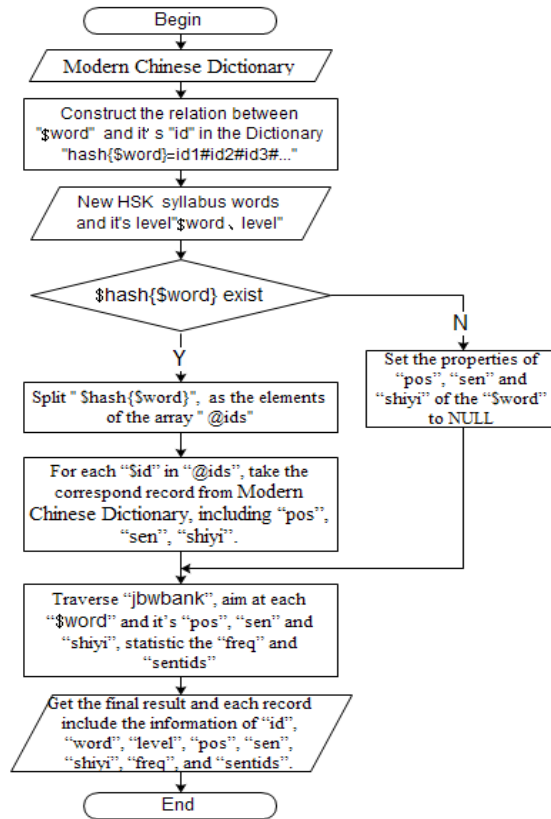 Begin
Modern Chinese Dictionary
Construct the relation between
"$word" and it's "id" in the Dictionary
"hash{$word}=id1#id2#id3#..."
New HSK syllabus words
and it's level"$word、level"
$hash{$word} exist
N
Y
Set the properties of
“pos”, “sen” and
“shiyi” of the “$word”
to NULL
Split " $hash{$word}", as the elements
of the array " @ids"
For each “$id” in “@ids”, take the
correspond record from Modern
Chinese Dictionary, including “pos”,
“sen”, “shiyi”.
Traverse “jbwbank”, aim at each
“$word” and it’s “pos”, “sen” and
“shiyi”, statistic the “freq” and
“sentids”
Get the final result and each record
include the information of “id”,
“word”, “level”, “pos”, “sen”,
“shiyi”, “freq”, and “sentids”.
End